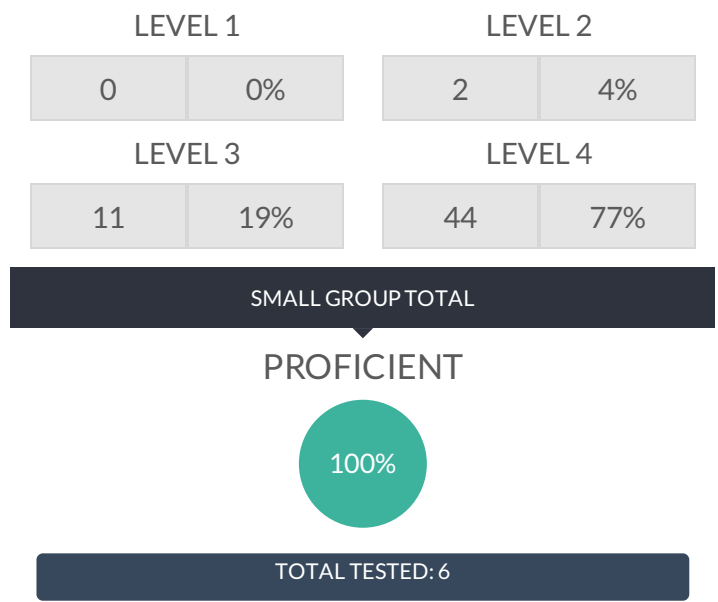 LEVEL 1 LEVEL 2
0 0% 2 4%
LEVEL 3 LEVEL 4
11 19% 44 77%
SMALL GROUP TOTAL
PROFICIENT
100%
TOTAL TESTED: 6